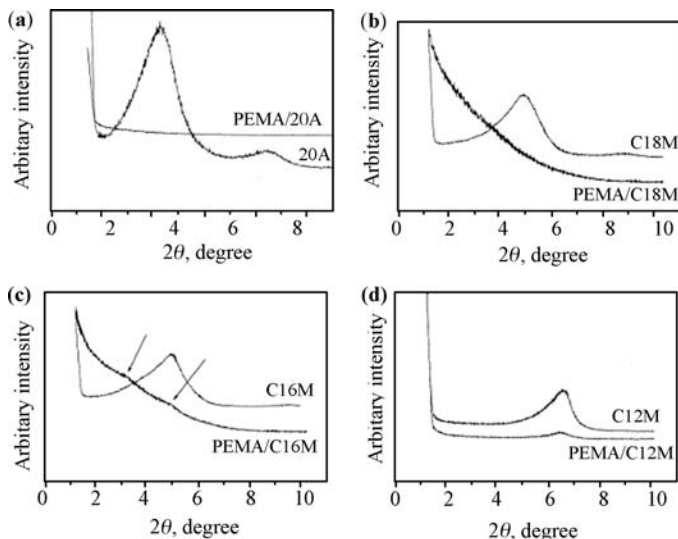 (a)
Arbitary intensity
PEMA/20A
20A
0 2 4 6 8
2θ, degree
(b)
Arbitary intensity
C18M
PEMA/C18M
0 2 4 6 8 10
2θ, degree
(c)
Arbitary intensity
C16M
PEMA/C16M
0 2 4 6 8 10
2θ, degree
(d)
Arbitary intensity
C12M
PEMA/C12M
0 2 4 6 8 10
2θ, degree